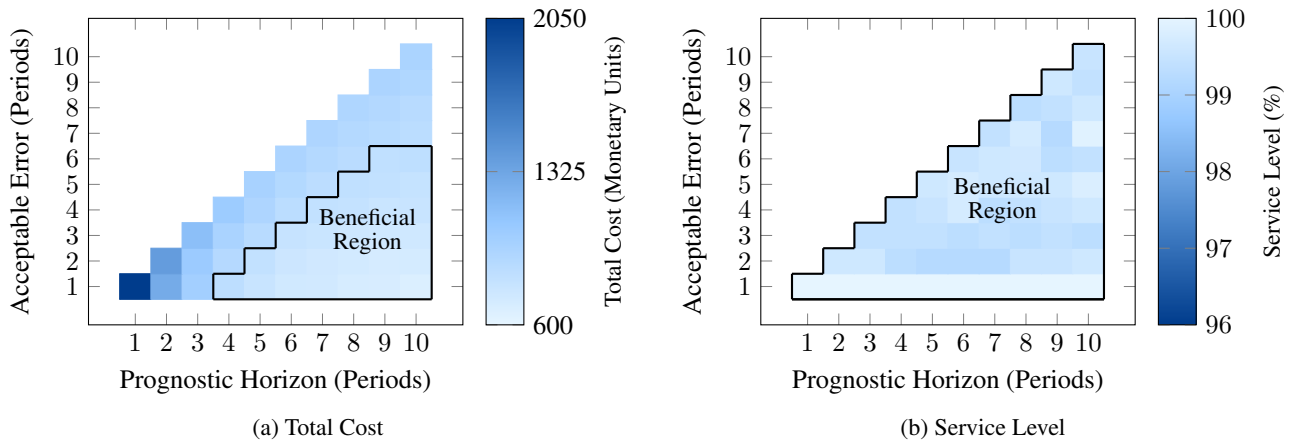 Acceptable Error (Periods)
10
9
8
7
6
5
4
3
2
1
Beneficial
Region
1 2 3 4 5 6 7 8 9 10
Prognostic Horizon (Periods)
2050
1325
600
Total Cost (Monetary Units)
(a) Total Cost
Acceptable Error (Periods)
10
9
8
7
6
5
4
3
2
1
Beneficial
Region
1 2 3 4 5 6 7 8 9 10
Prognostic Horizon (Periods)
100
99
98
97
96
Service Level (%)
(b) Service Level